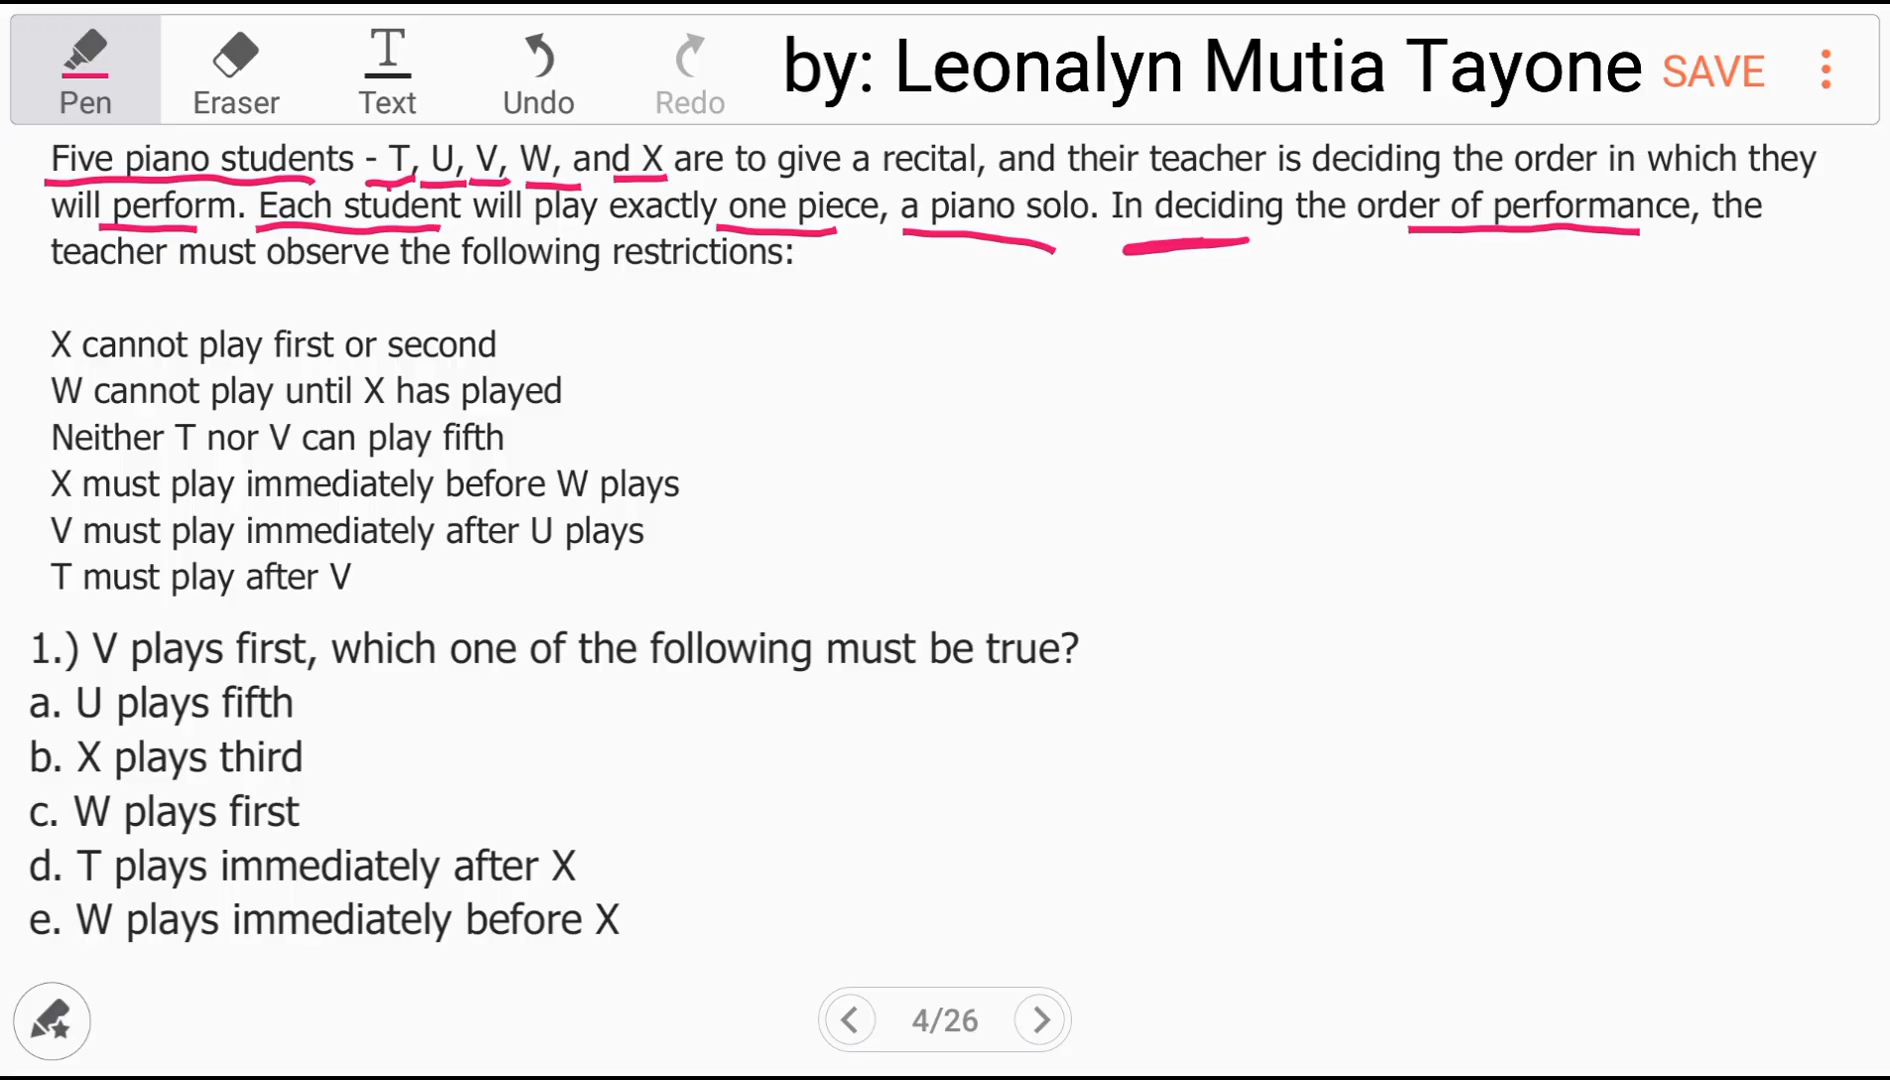 Pen
Eraser
Text
Undo
Redo
by: Leonalyn Mutia Tayone
SAVE
Five piano students - T, U, V, W, and X are to give a recital, and their teacher is deciding the order in which they
will perform. Each student will play exactly one piece, a piano solo. In deciding the order of performance, the
teacher must observe the following restrictions:
X cannot play first or second
W cannot play until X has played
Neither T nor V can play fifth
X must play immediately before W plays
V must play immediately after U plays
T must play after V
1.) V plays first, which one of the following must be true?
a. U plays fifth
b. X plays third
c. W plays first
d. T plays immediately after X
e. W plays immediately before X
4/26